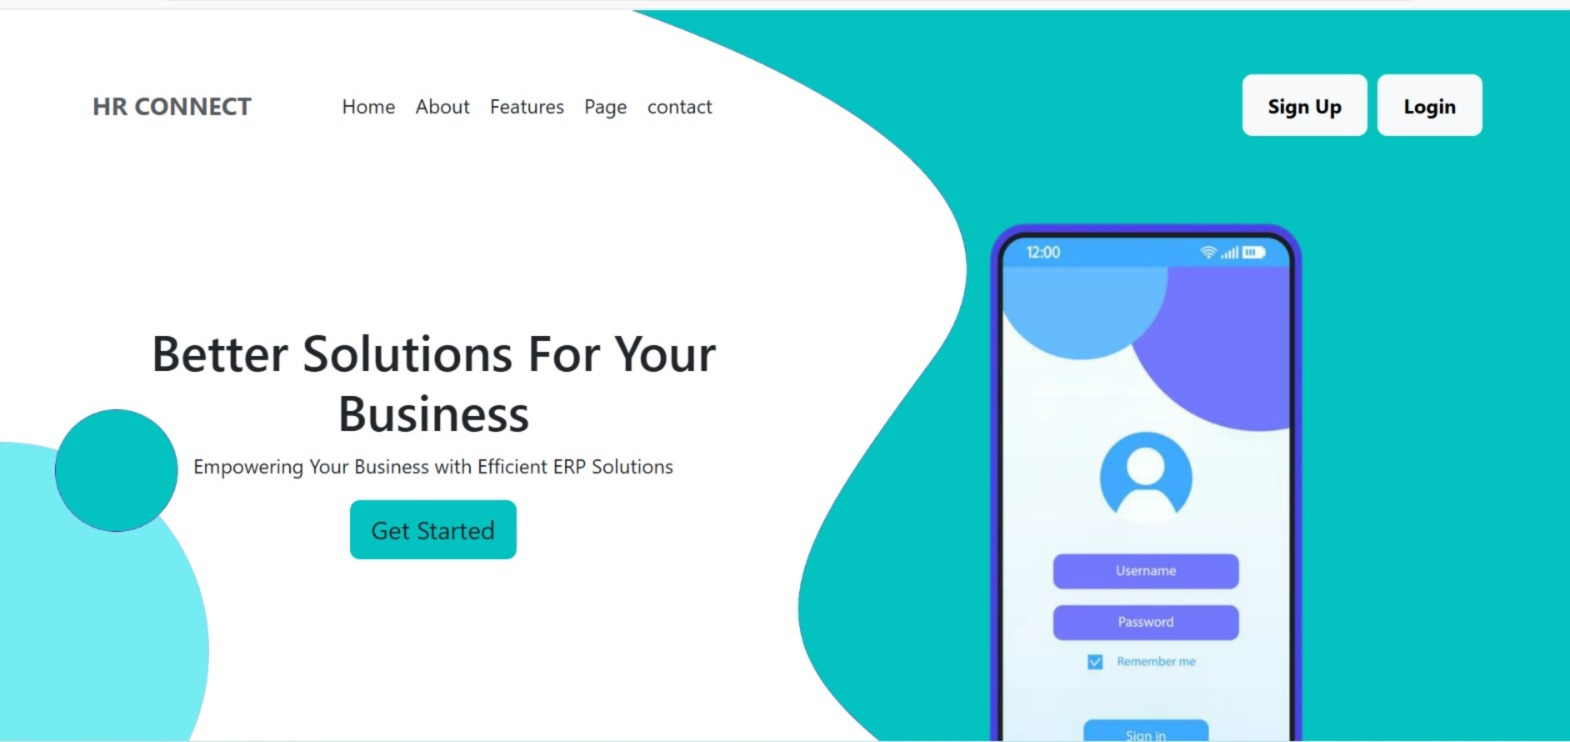 HR CONNECT
Home About Features Page contact
Sign Up
Login
Better Solutions For Your
Business
Empowering Your Business with Efficient ERP Solutions
Get Started
12:00
Username
Password
Remember me
Sign in